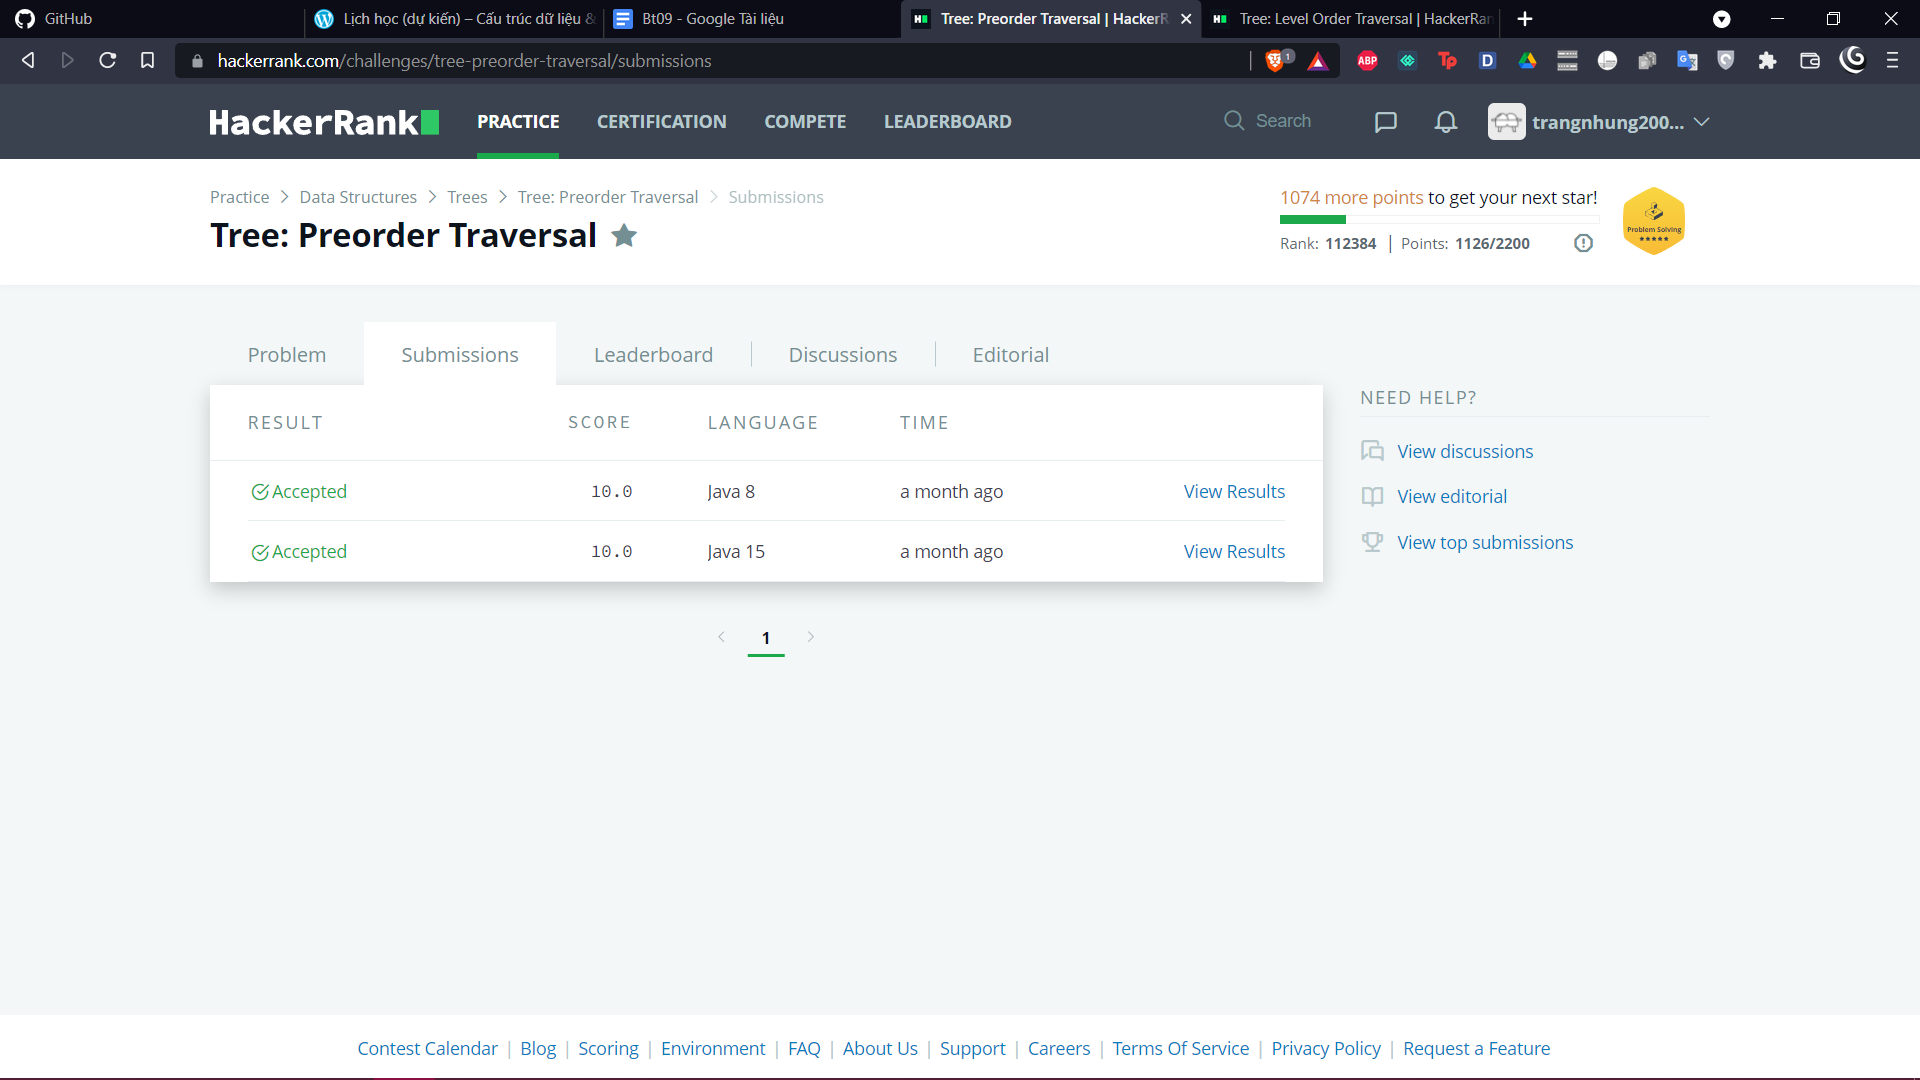 GitHub
Lịch học (dự kiến) – Cấu trúc dữ liệu &
Bt09 - Google Tài liệu
Tree: Preorder Traversal | HackerR
Tree: Level Order Traversal | HackerRan
hackerrank.com/challenges/tree-preorder-traversal/submissions
1
ABP
Tp
D
HackerRank
PRACTICE
CERTIFICATION
COMPETE
LEADERBOARD
Search
trangnhung200...
Practice > Data Structures > Trees > Tree: Preorder Traversal > Submissions
Tree: Preorder Traversal
1074 more points to get your next star!
Rank: 112384 | Points: 1126/2200
Problem Solving
Problem
Submissions
Leaderboard
Discussions
Editorial
RESULT SCORE LANGUAGE TIME
Accepted 10.0 Java 8 a month ago View Results
Accepted 10.0 Java 15 a month ago View Results
1
NEED HELP?
View discussions
View editorial
View top submissions
Contest Calendar | Blog | Scoring | Environment | FAQ | About Us | Support | Careers | Terms Of Service | Privacy Policy | Request a Feature